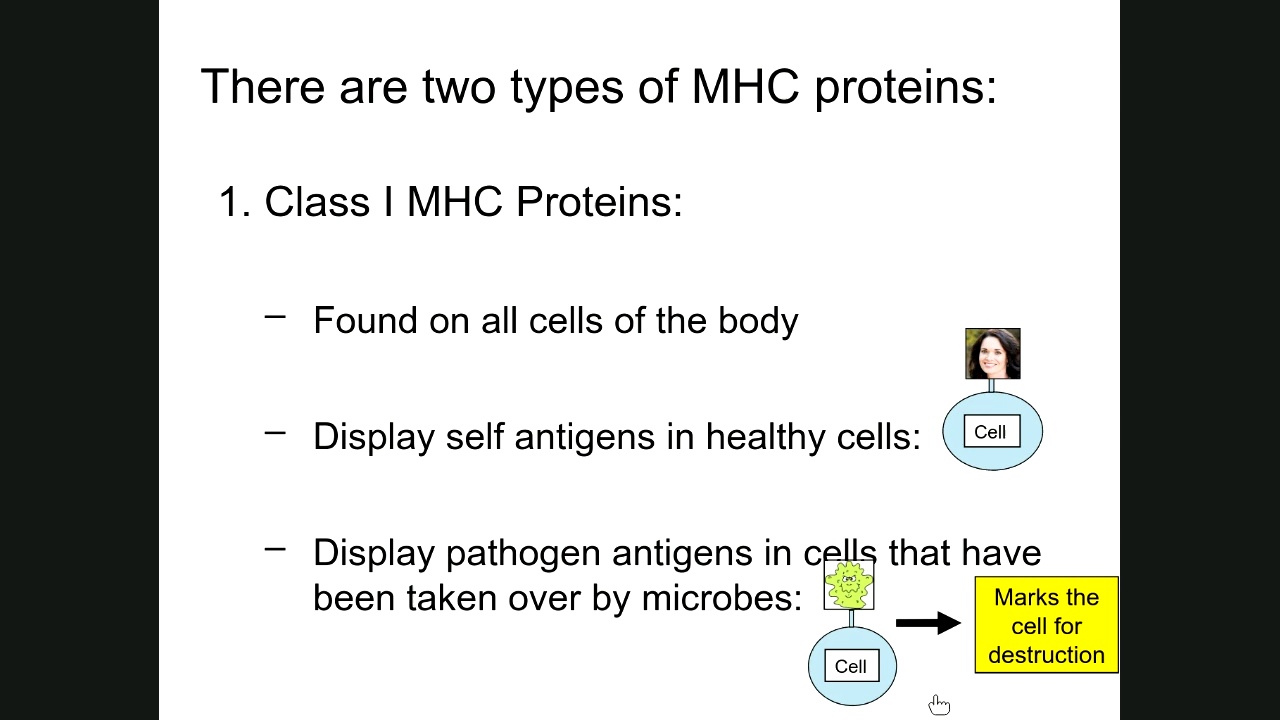 There are two types of MHC proteins:
1. Class I MHC Proteins:
– Found on all cells of the body
– Display self antigens in healthy cells:
Cell
– Display pathogen antigens in cells that have
been taken over by microbes:
Cell
Marks the
cell for
destruction